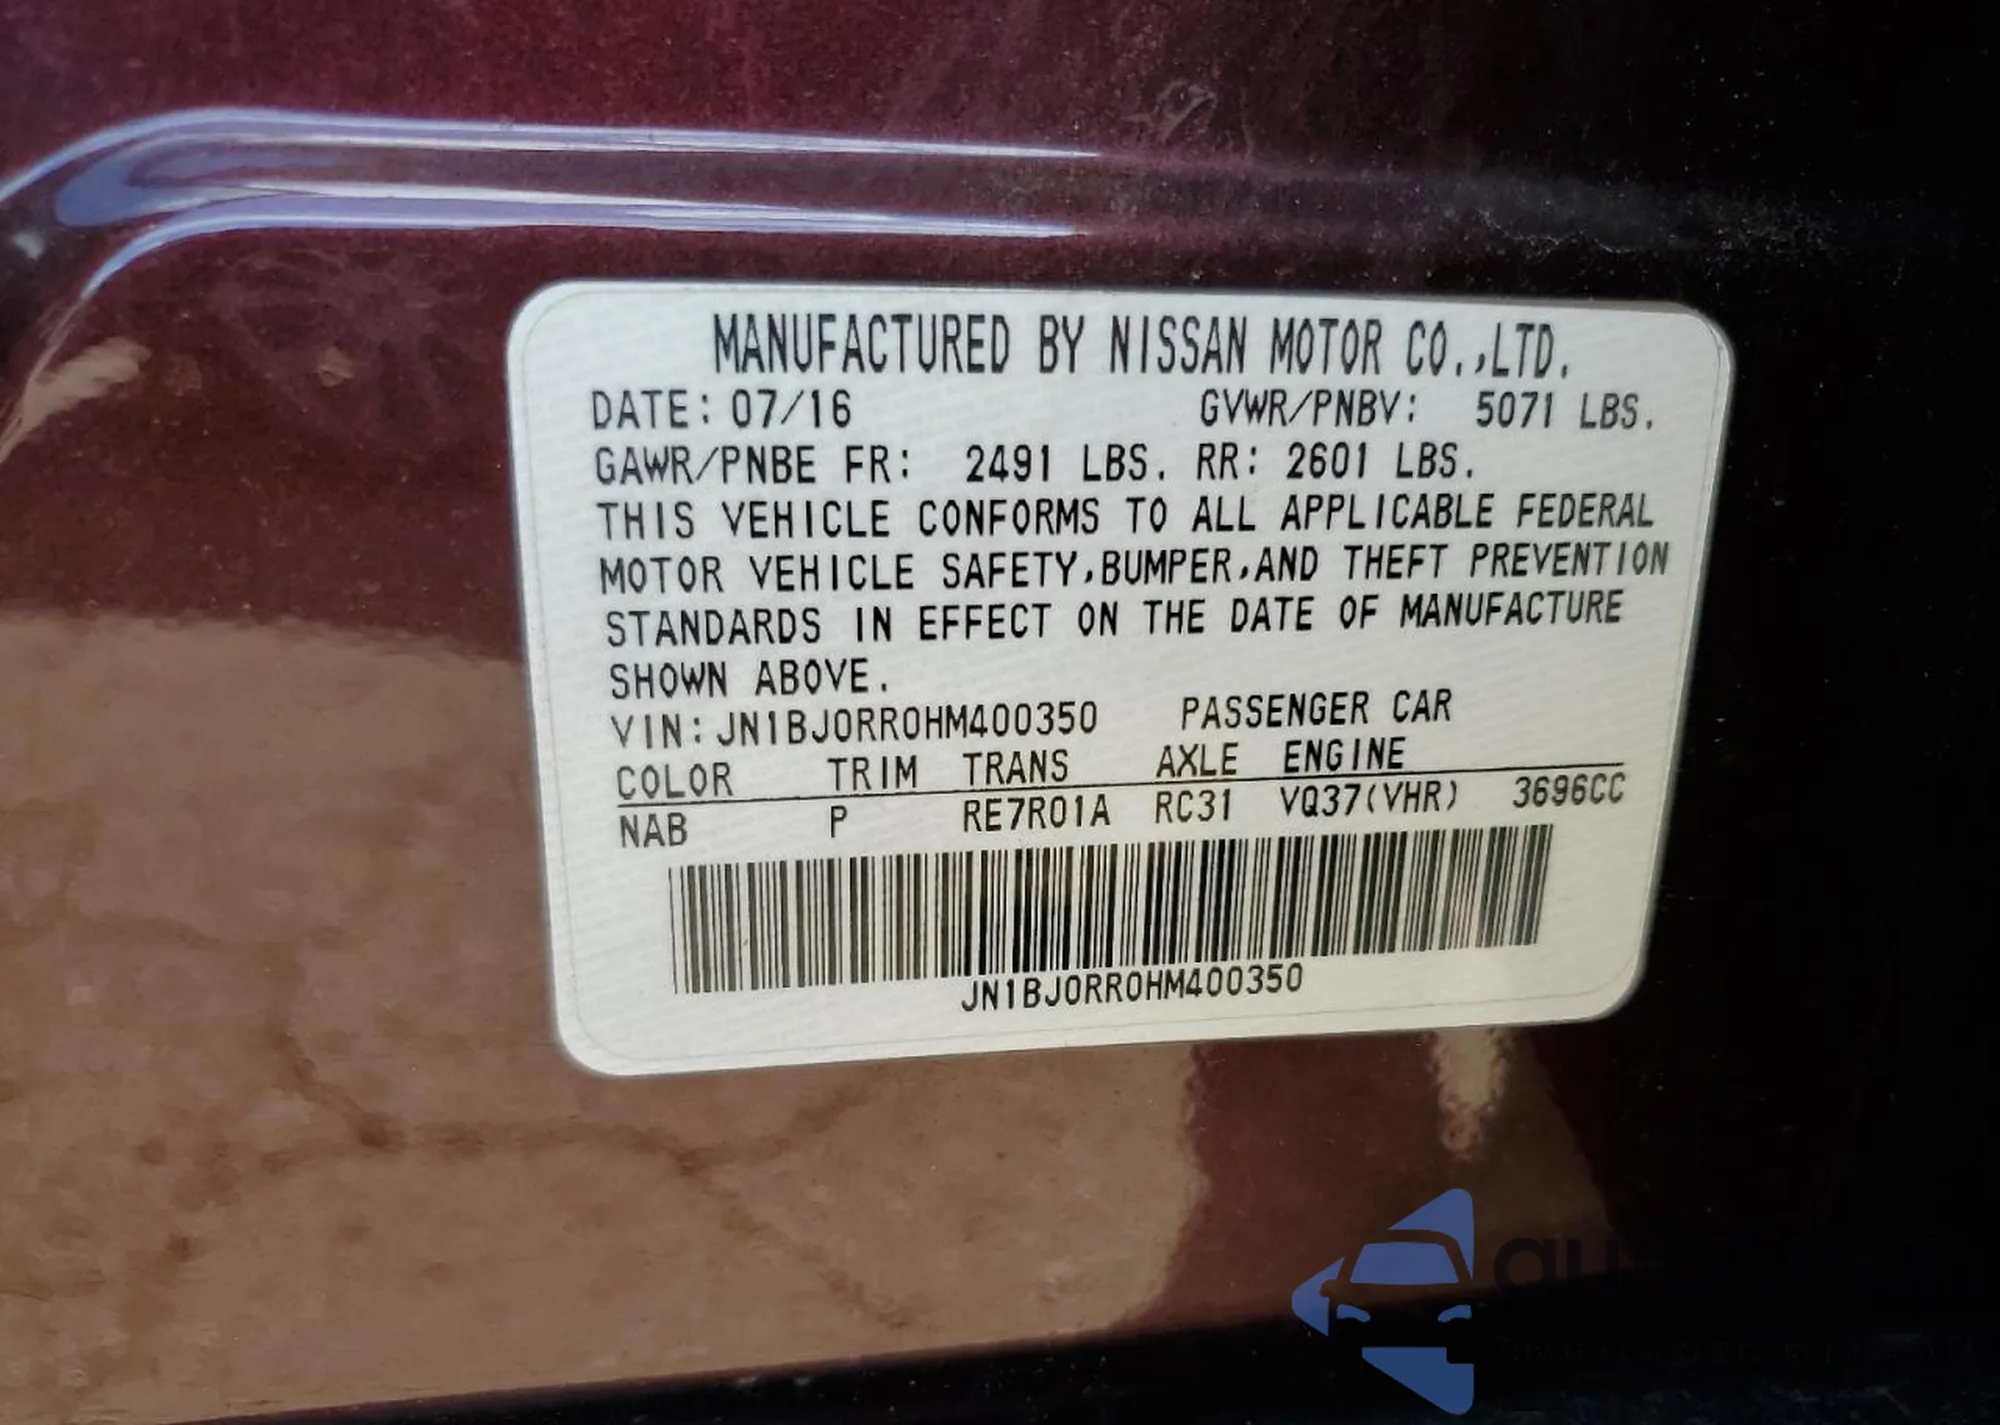 MANUFACTURED BY NISSAN MOTOR CO.,LTD.
DATE: 07/16 GVWR/PNBV: 5071 LBS.
GAWR/PNBE FR: 2491 LBS. RR: 2601 LBS.
THIS VEHICLE CONFORMS TO ALL APPLICABLE FEDERAL
MOTOR VEHICLE SAFETY,BUMPER,AND THEFT PREVENTION
STANDARDS IN EFFECT ON THE DATE OF MANUFACTURE
SHOWN ABOVE.
VIN:JN1BJ0RR0HM400350 PASSENGER CAR
COLOR TRIM TRANS AXLE ENGINE
NAB P RE7R01A RC31 VQ37(VHR) 3696CC
JN1BJ0RR0HM400350